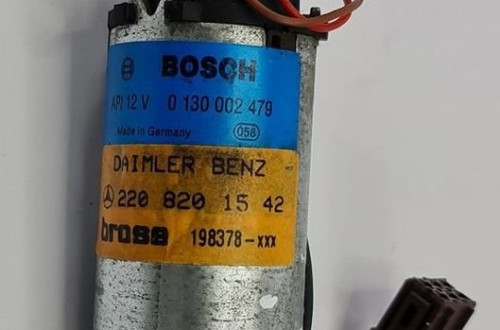 BOSCH
API 12 V 0 130 002 479
Made in Germany 058
DAIMLER BENZ
220 820 15 42
brose 198378-xxx